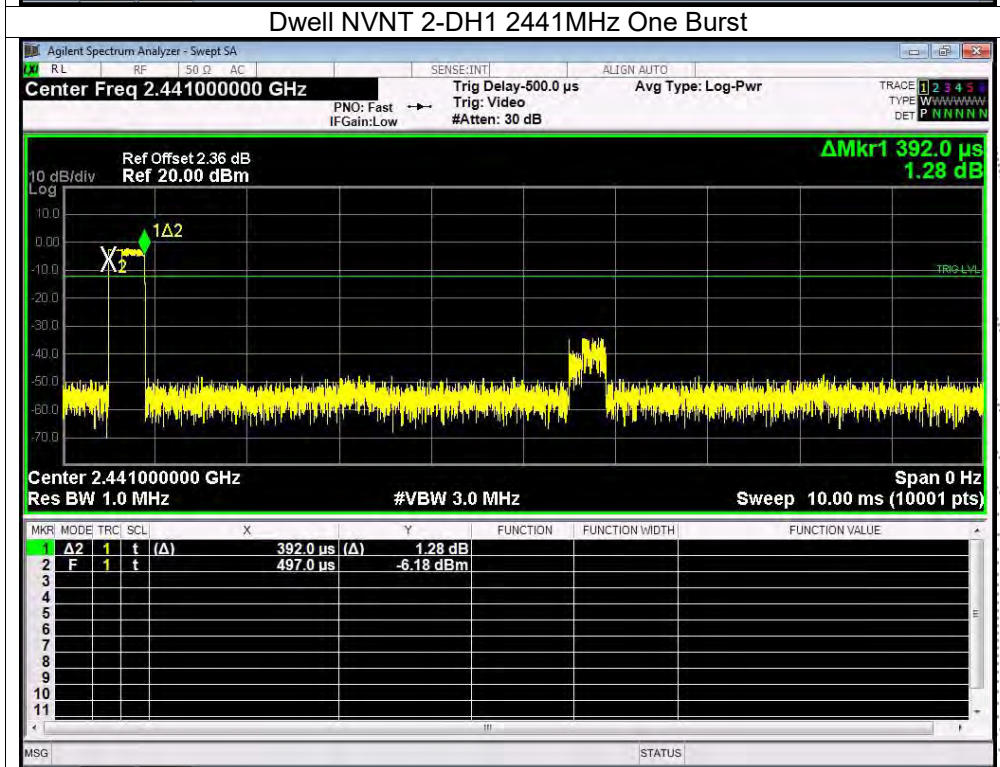 Dwell NVNT 2-DH1 2441MHz One Burst
Agilent Spectrum Analyzer - Swept SA
LXI RL RF 50 Ω AC SENSE:INT ALIGN AUTO
Center Freq 2.441000000 GHz
PNO: Fast
IFGain:Low
Trig Delay-500.0 µs
Trig: Video
#Atten: 30 dB
Avg Type: Log-Pwr
TRACE 1 2 3 4 5
TYPE WWWWWW
DET P N N N N N
ΔMkr1 392.0 µs
1.28 dB
Ref Offset 2.36 dB
10 dB/div Ref 20.00 dBm
Log
10.0
0.00
-10.0
-20.0
-30.0
-40.0
-50.0
-60.0
-70.0
1Δ2
X2
TRIG LVL
Center 2.441000000 GHz Span 0 Hz
Res BW 1.0 MHz #VBW 3.0 MHz Sweep 10.00 ms (10001 pts)
MKR MODE TRC SCL X Y FUNCTION FUNCTION WIDTH FUNCTION VALUE
1 Δ2 1 t (Δ) 392.0 µs (Δ) 1.28 dB
2 F 1 t 497.0 µs -6.18 dBm
3
4
5
6
7
8
9
10
11
MSG STATUS